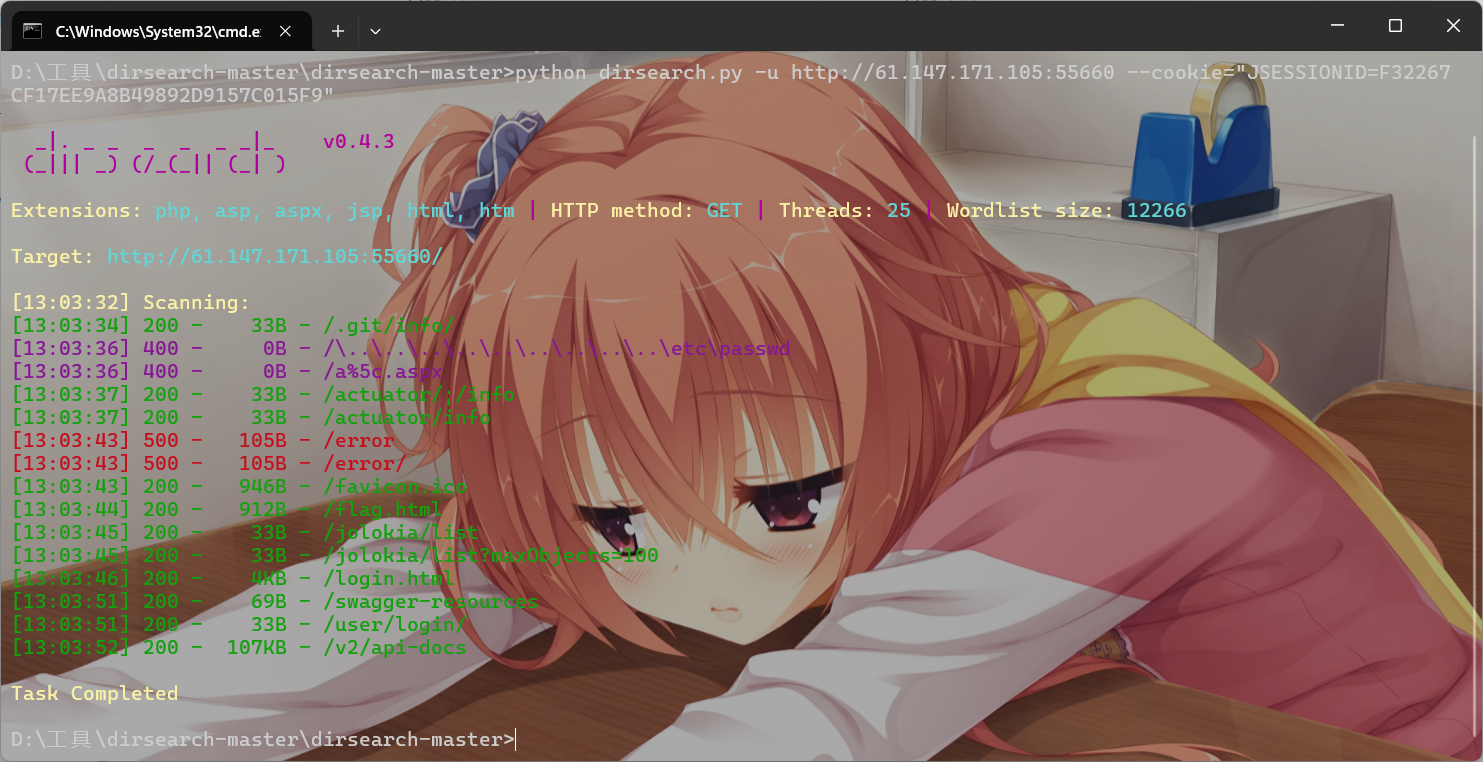 C:\Windows\System32\cmd.e
D:\工具\dirsearch-master\dirsearch-master>python dirsearch.py -u http://61.147.171.105:55660 --cookie="JSESSIONID=F32267
CF17EE9A8B49892D9157C015F9"
_|. _ _  _  _  _ _|_    v0.4.3
(_||| _) (/_(_|| (_| )
Extensions: php, asp, aspx, jsp, html, htm | HTTP method: GET | Threads: 25 | Wordlist size: 12266
Target: http://61.147.171.105:55660/
[13:03:32] Scanning:
[13:03:34] 200 -    33B - /.git/info/
[13:03:36] 400 -     0B - /\..\..\..\..\..\..\..\..\..\etc\passwd
[13:03:36] 400 -     0B - /a%5c.aspx
[13:03:37] 200 -    33B - /actuator/;/info
[13:03:37] 200 -    33B - /actuator/info
[13:03:43] 500 -   105B - /error
[13:03:43] 500 -   105B - /error/
[13:03:43] 200 -   946B - /favicon.ico
[13:03:44] 200 -   912B - /flag.html
[13:03:45] 200 -    33B - /jolokia/list
[13:03:45] 200 -    33B - /jolokia/list?maxObjects=100
[13:03:46] 200 -    4KB - /login.html
[13:03:51] 200 -    69B - /swagger-resources
[13:03:51] 200 -    33B - /user/login/
[13:03:52] 200 -  107KB - /v2/api-docs
Task Completed
D:\工具\dirsearch-master\dirsearch-master>